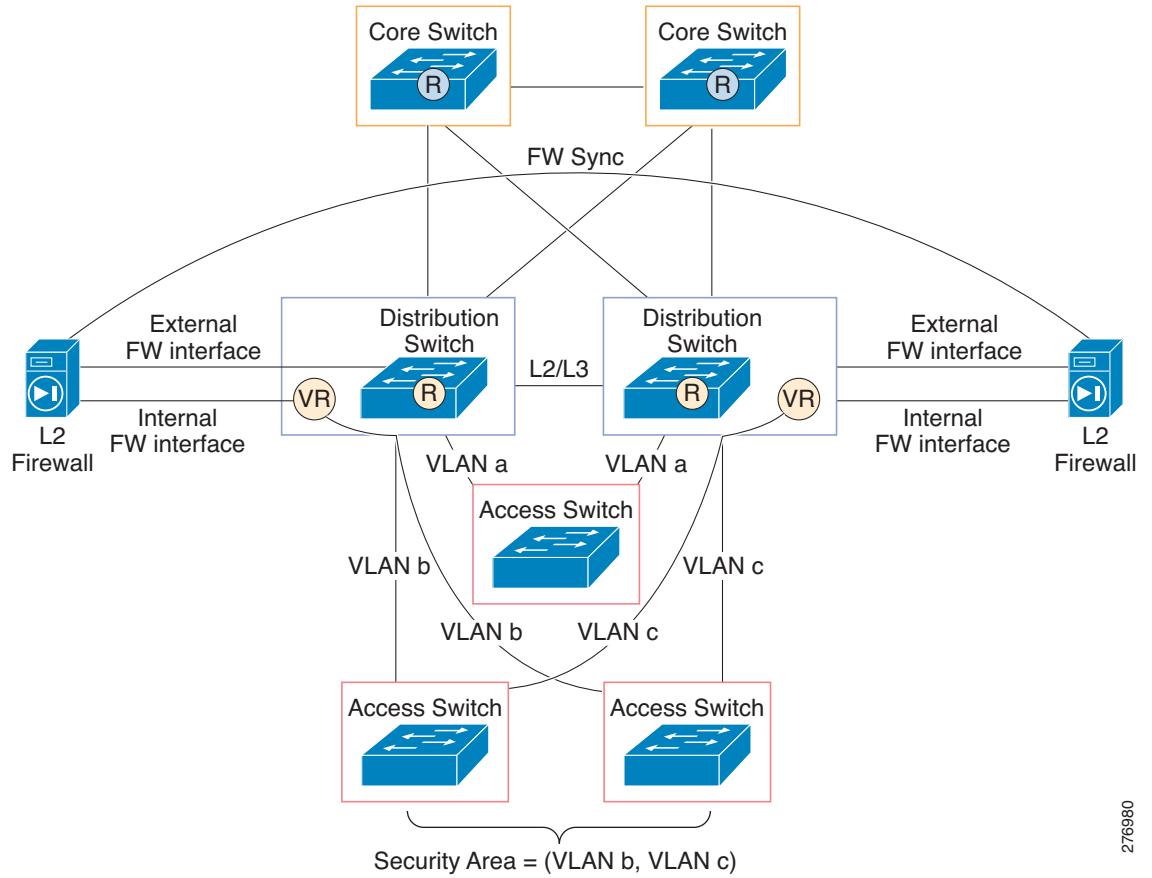 Core Switch
Core Switch
R
R
FW Sync
External
FW interface
Distribution
Switch
Distribution
Switch
External
FW interface
L2/L3
R
R
VR
VR
Internal
FW interface
Internal
FW interface
L2
Firewall
L2
Firewall
VLAN a
VLAN a
Access Switch
VLAN b
VLAN c
VLAN b
VLAN c
Access Switch
Access Switch
Security Area = (VLAN b, VLAN c)
276980